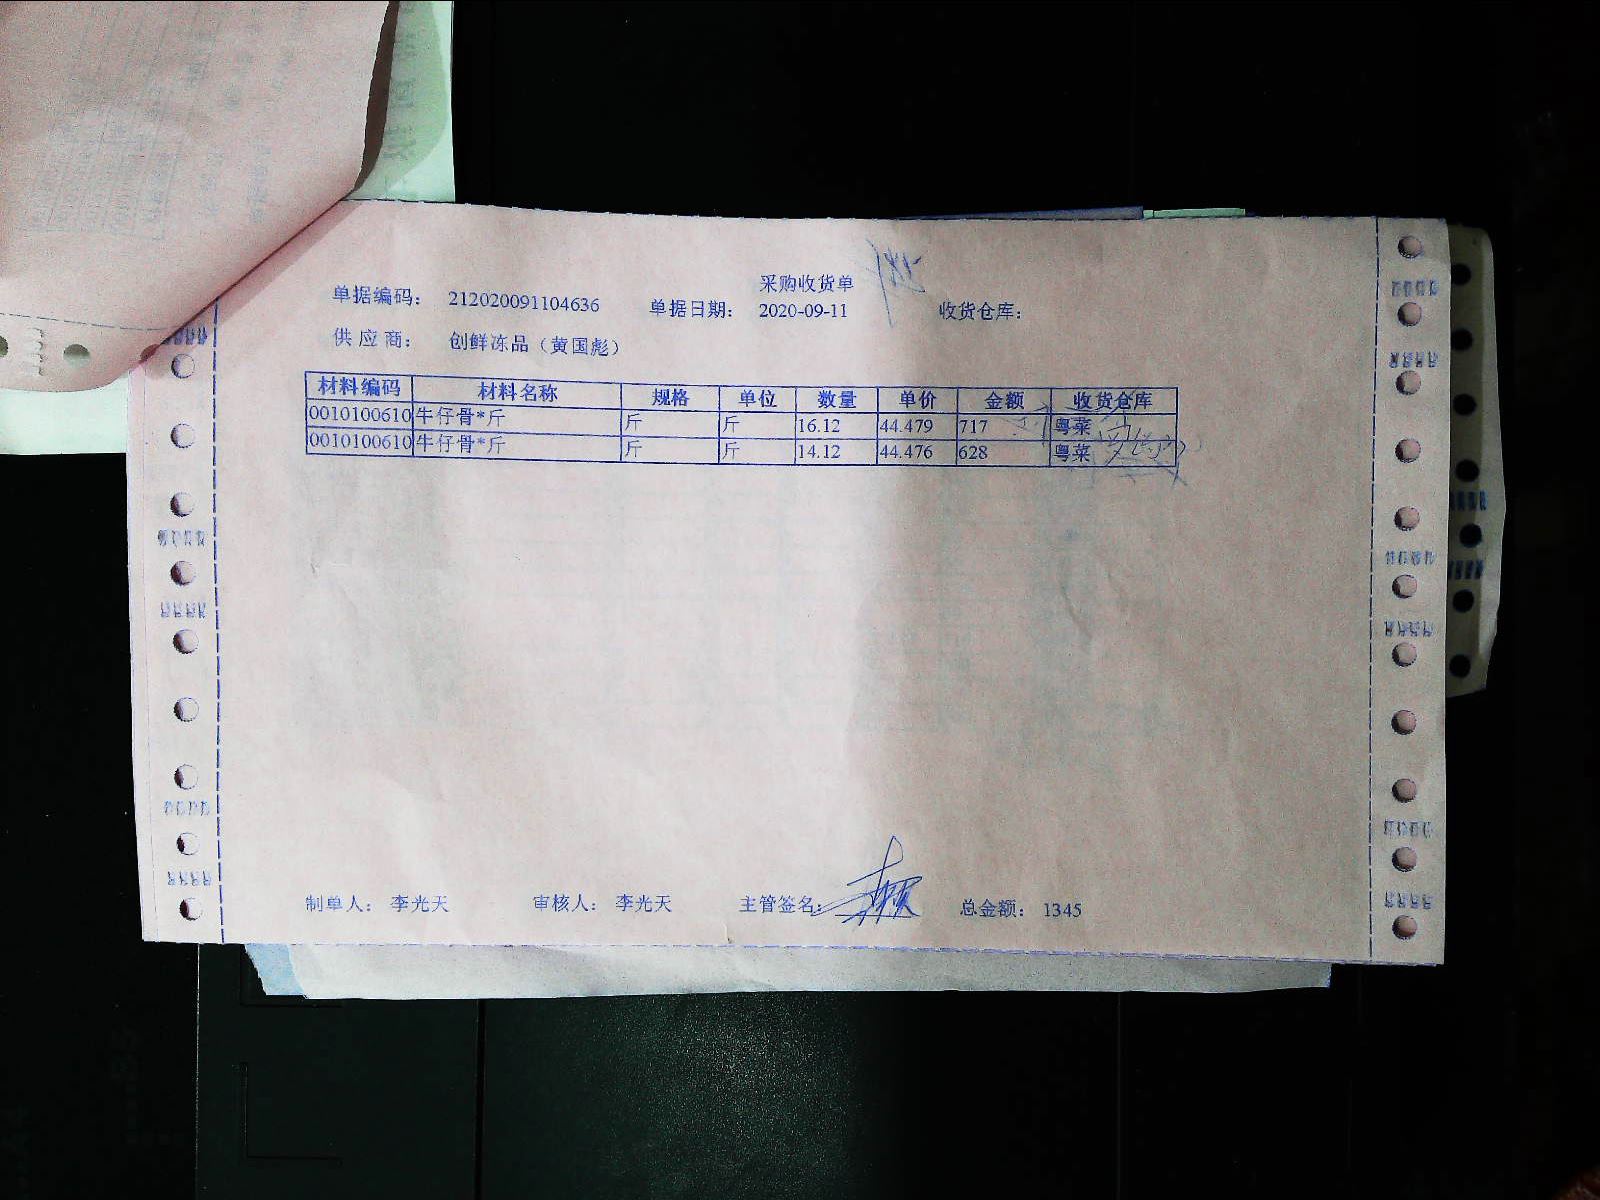 采购收货单
单据编码： 212020091104636 单据日期： 2020-09-11 收货仓库：
供 应 商： 创鲜冻品（黄国彪）
材料编码 材料名称 规格 单位 数量 单价 金额 收货仓库
0010100610 牛仔骨*斤 斤 斤 16.12 44.479 717 粤菜
0010100610 牛仔骨*斤 斤 斤 14.12 44.476 628 粤菜
制单人： 李光天 审核人： 李光天 主管签名： 总金额： 1345